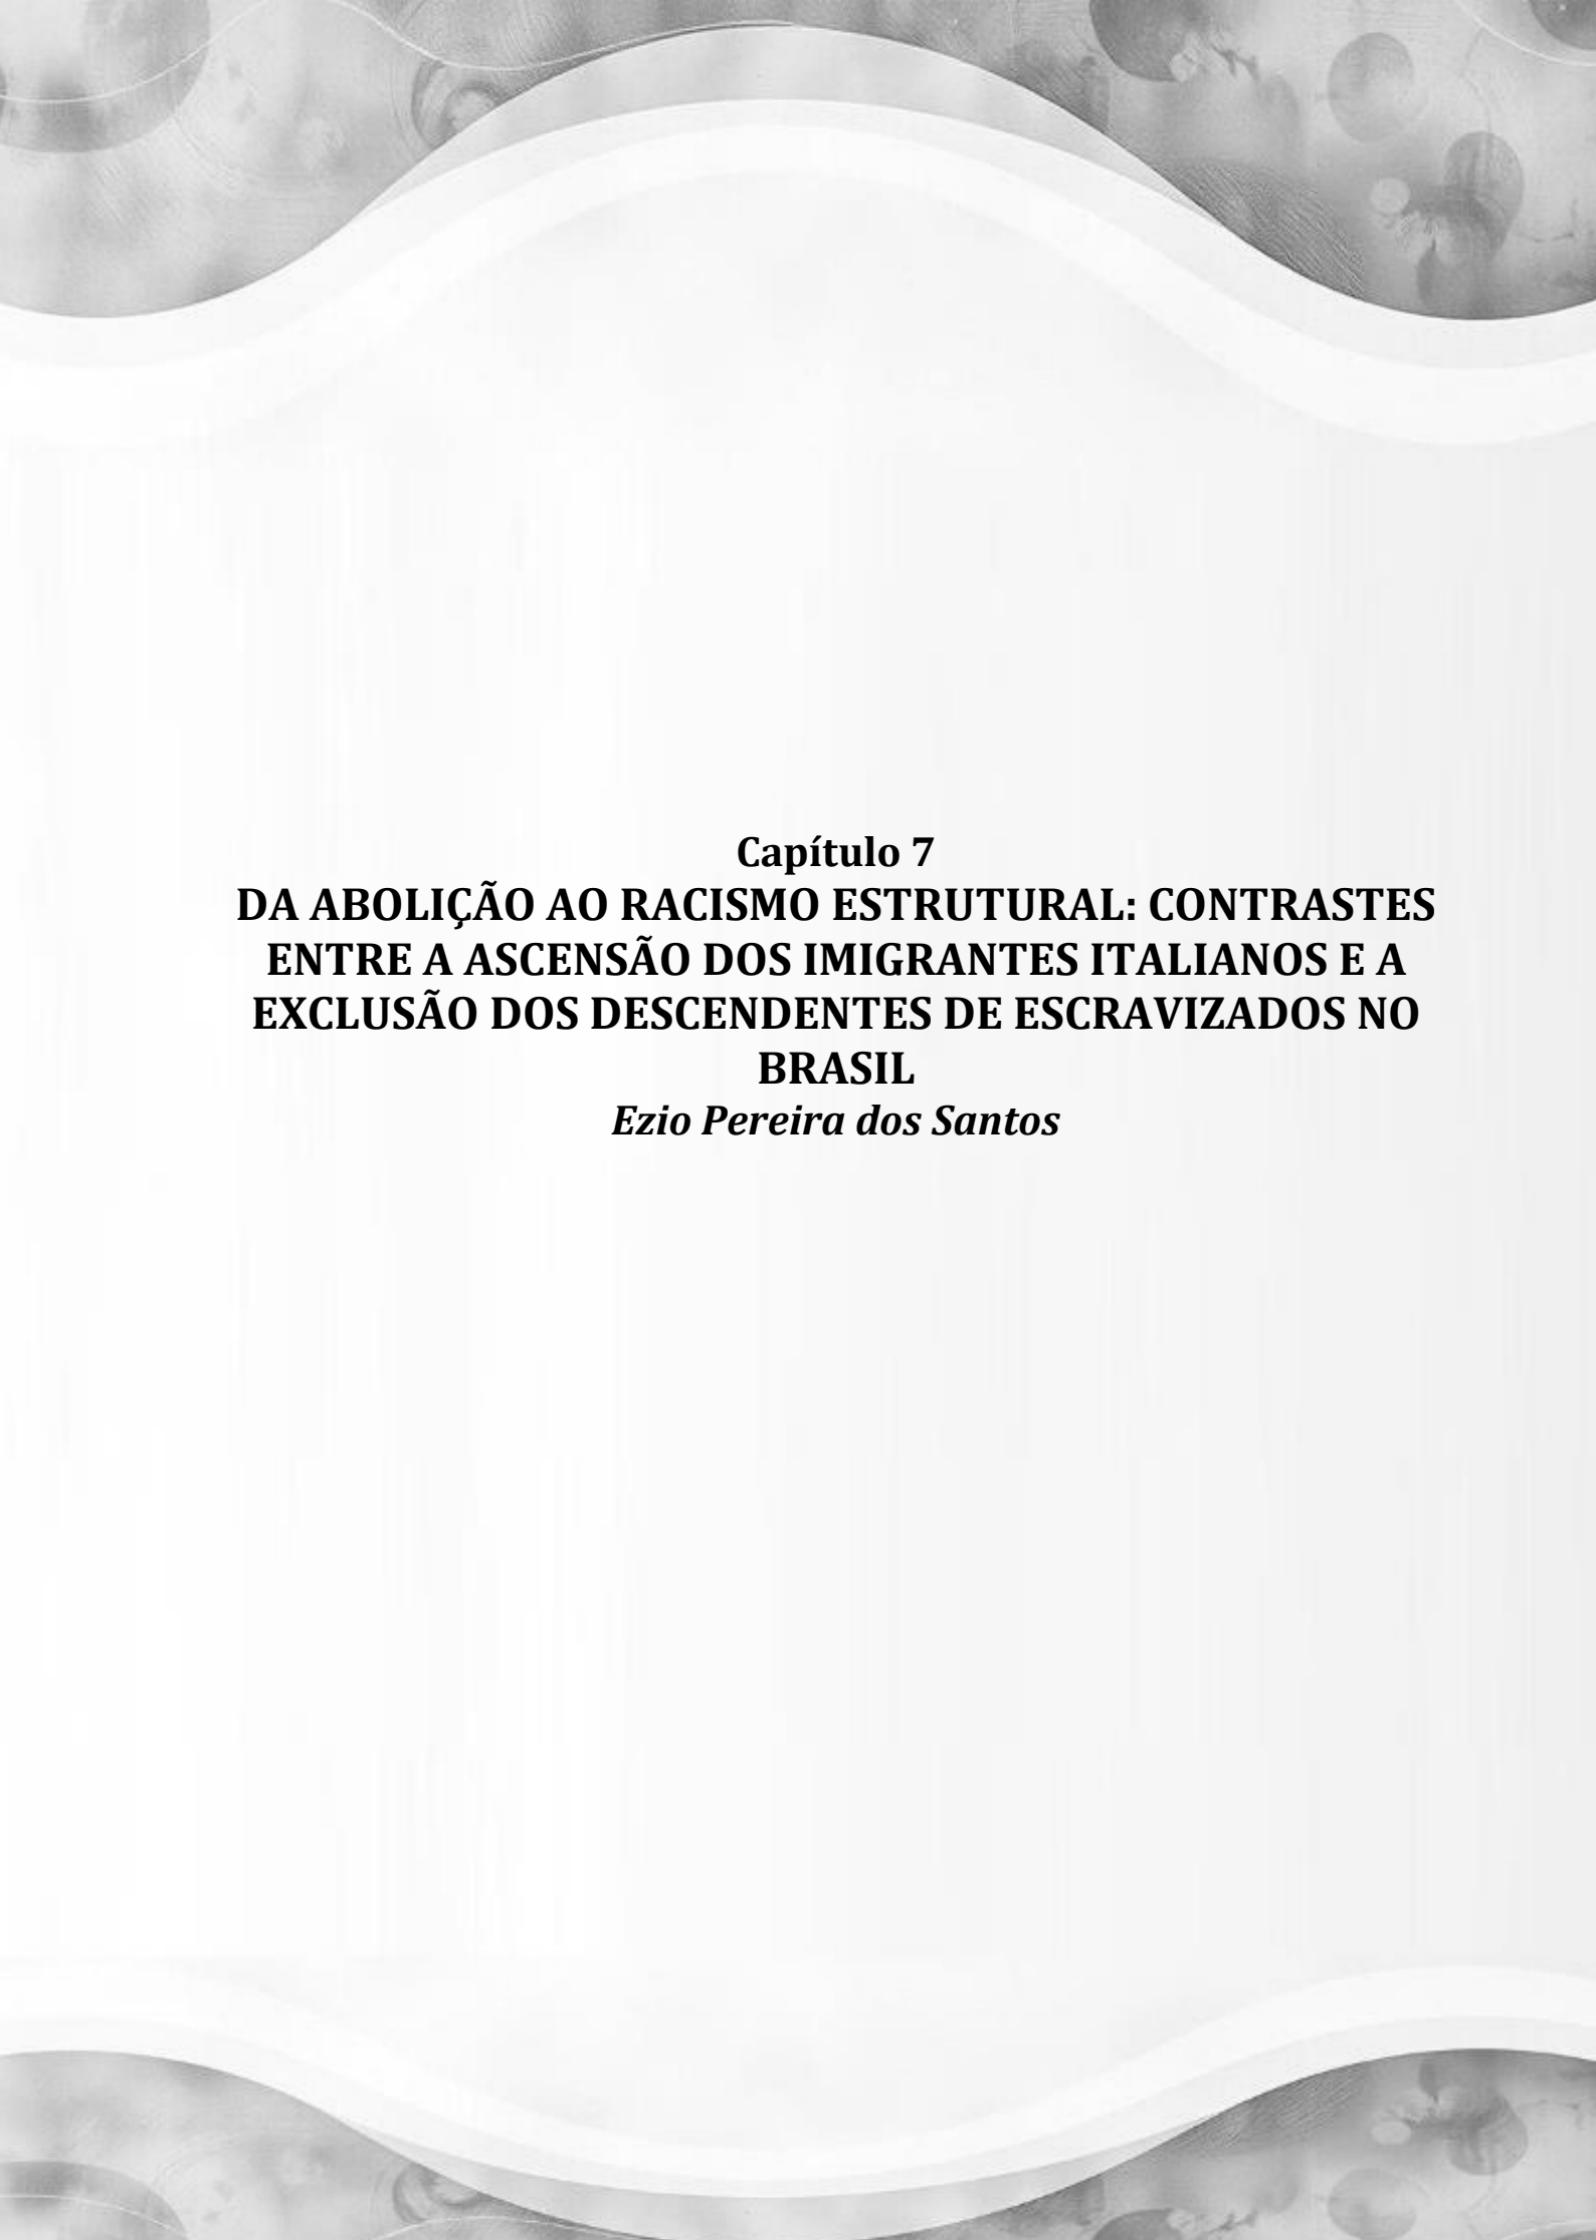 Capítulo 7
DA ABOLIÇÃO AO RACISMO ESTRUTURAL: CONTRASTES
ENTRE A ASCENSÃO DOS IMIGRANTES ITALIANOS E A
EXCLUSÃO DOS DESCENDENTES DE ESCRAVIZADOS NO
BRASIL
Ezio Pereira dos Santos